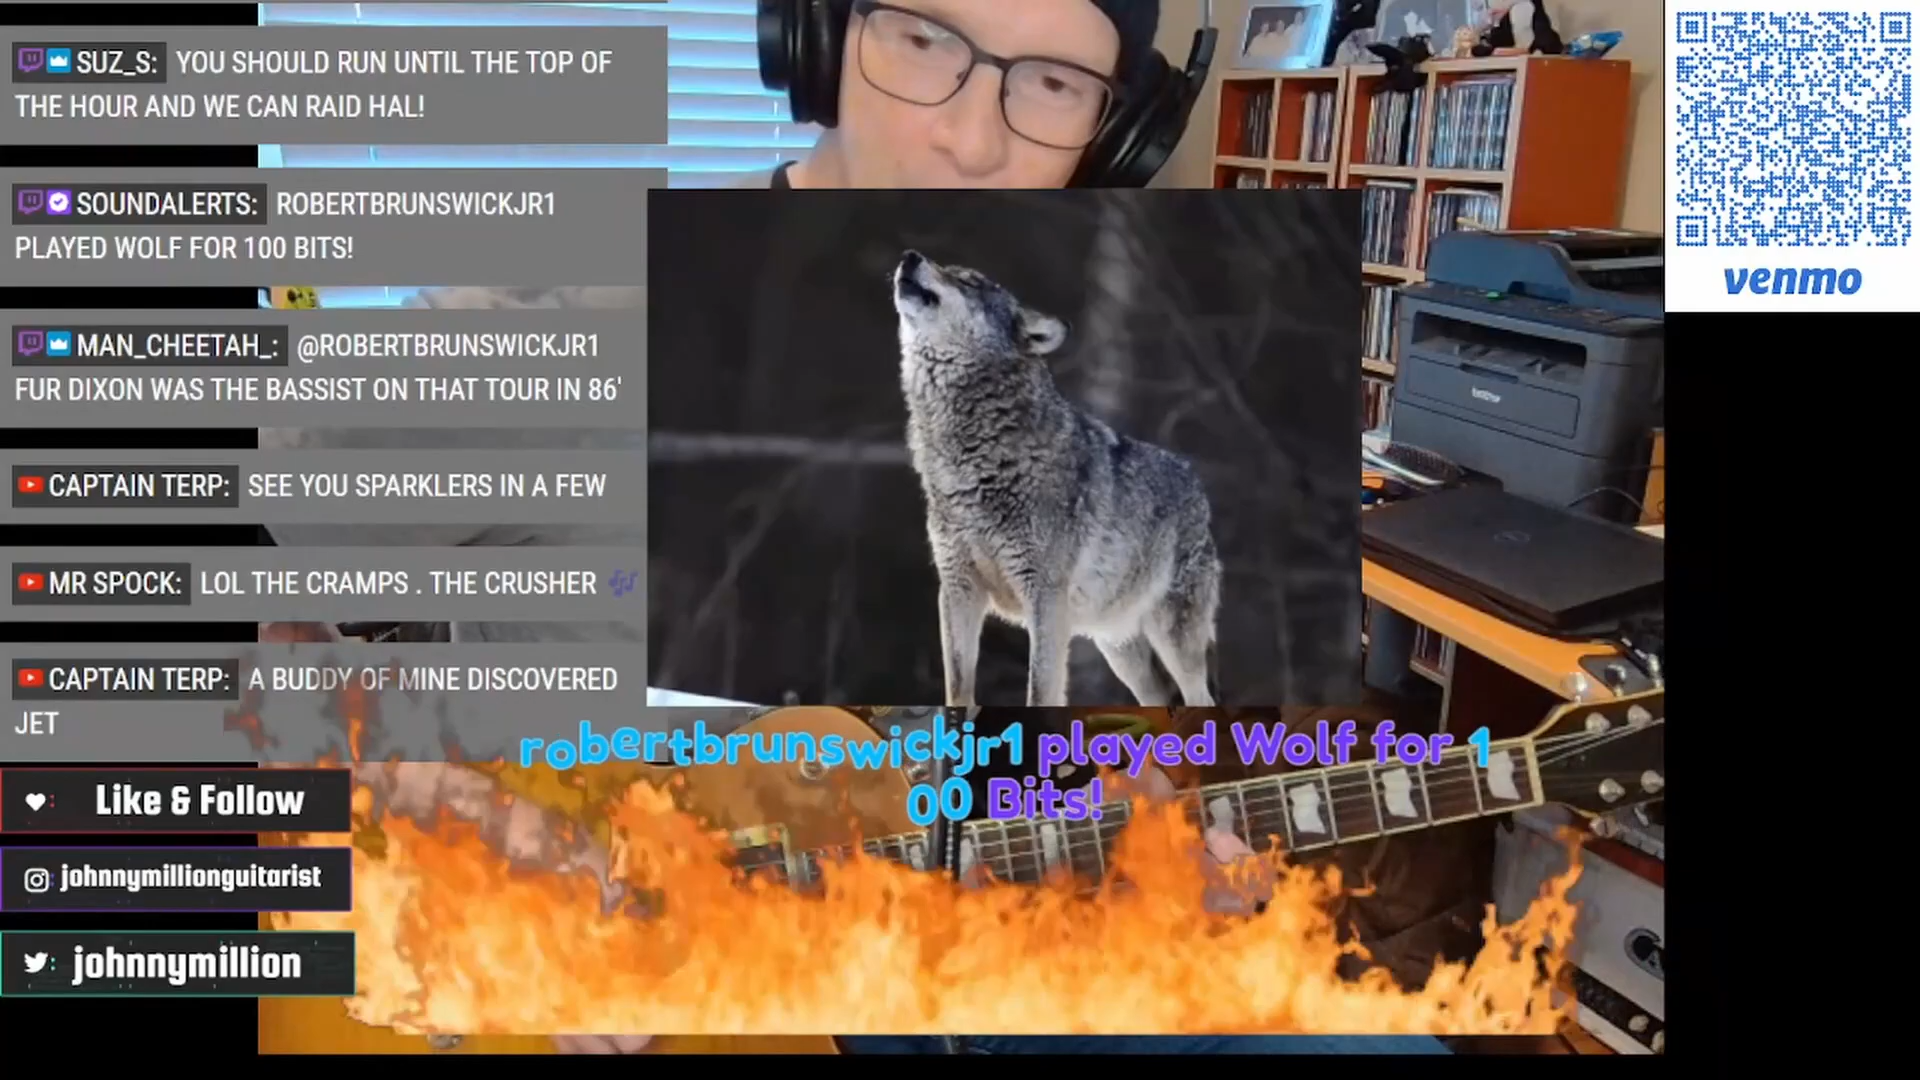 SUZ_S: YOU SHOULD RUN UNTIL THE TOP OF
THE HOUR AND WE CAN RAID HAL!
SOUNDALERTS: ROBERTBRUNSWICKJR1
PLAYED WOLF FOR 100 BITS!
MAN_CHEETAH_: @ROBERTBRUNSWICKJR1
FUR DIXON WAS THE BASSIST ON THAT TOUR IN 86'
CAPTAIN TERP: SEE YOU SPARKLERS IN A FEW
MR SPOCK: LOL THE CRAMPS . THE CRUSHER
CAPTAIN TERP: A BUDDY OF MINE DISCOVERED
JET
Like & Follow
johnnymillionguitarist
johnnymillion
robertbrunswickjr1 played Wolf for 1
00 Bits!
venmo
brother